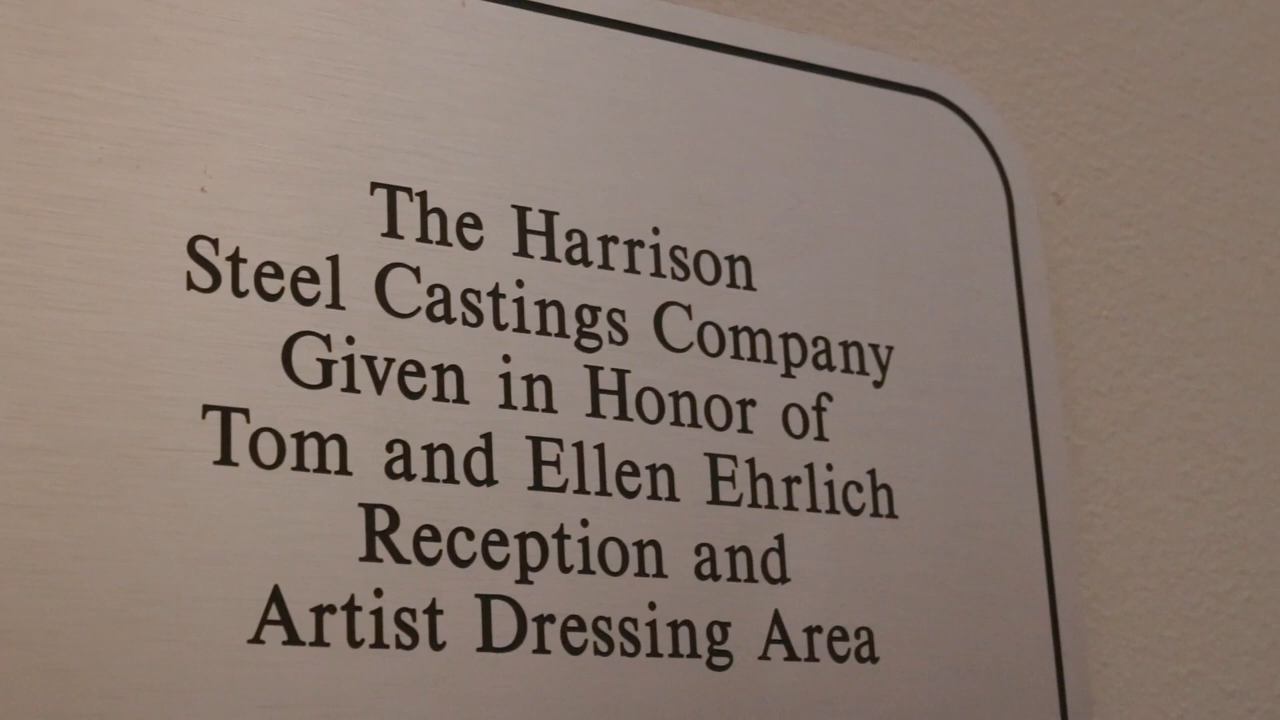 The Harrison
Steel Castings Company
Given in Honor of
Tom and Ellen Ehrlich
Reception and
Artist Dressing Area